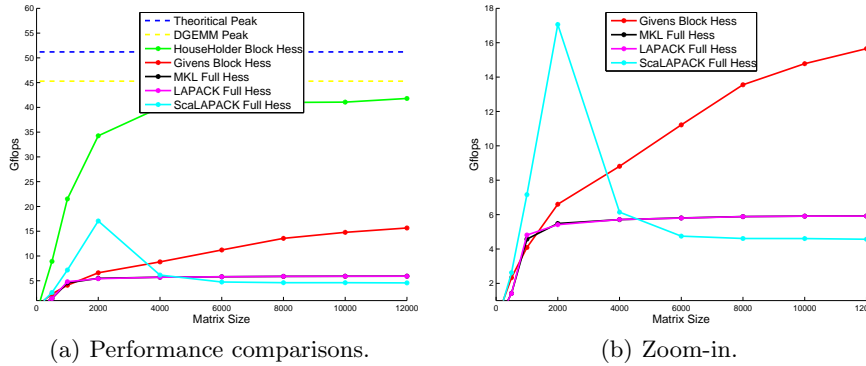 60
55
50
45
40
35
30
25
20
15
10
5
Gflops
Theoritical Peak
DGEMM Peak
HouseHolder Block Hess
Givens Block Hess
MKL Full Hess
LAPACK Full Hess
ScaLAPACK Full Hess
0 2000 4000 6000 8000 10000 12000
Matrix Size
(a) Performance comparisons.
18
16
14
12
10
8
6
4
2
Gflops
Givens Block Hess
MKL Full Hess
LAPACK Full Hess
ScaLAPACK Full Hess
0 2000 4000 6000 8000 10000 1200
Matrix Size
(b) Zoom-in.